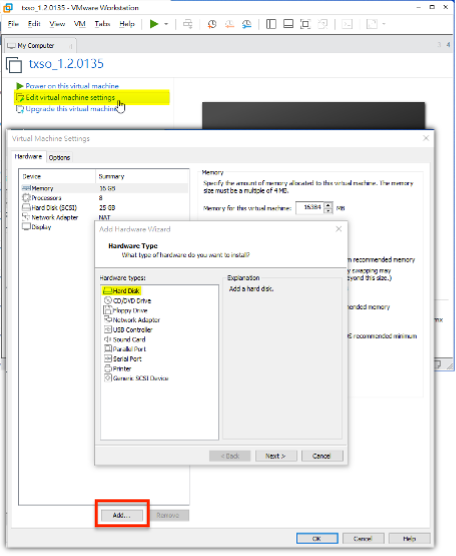 txso_1.2.0135 - VMware Workstation
File Edit View VM Tabs Help
My Computer
txso_1.2.0135
Power on this virtual machine
Edit virtual machine settings
Upgrade this virtual machine
Virtual Machine Settings
Hardware Options
Device Summary
Memory 16 GB
Processors 8
Hard Disk (SCSI) 25 GB
Network Adapter NAT
Display
Memory
Specify the amount of memory allocated to this virtual machine. The memory
size must be a multiple of 4 MB.
Memory for this virtual machine: 16384 MB
recommended memory
swapping may
beyond this size.)
recommended memory
recommended minimum
Add Hardware Wizard
Hardware Type
What type of hardware do you want to install?
Hardware types:
Hard Disk
CD/DVD Drive
Floppy Drive
Network Adapter
USB Controller
Sound Card
Parallel Port
Serial Port
Printer
Generic SCSI Device
Explanation
Add a hard disk.
< Back Next > Cancel
Add... Remove
OK Cancel Help